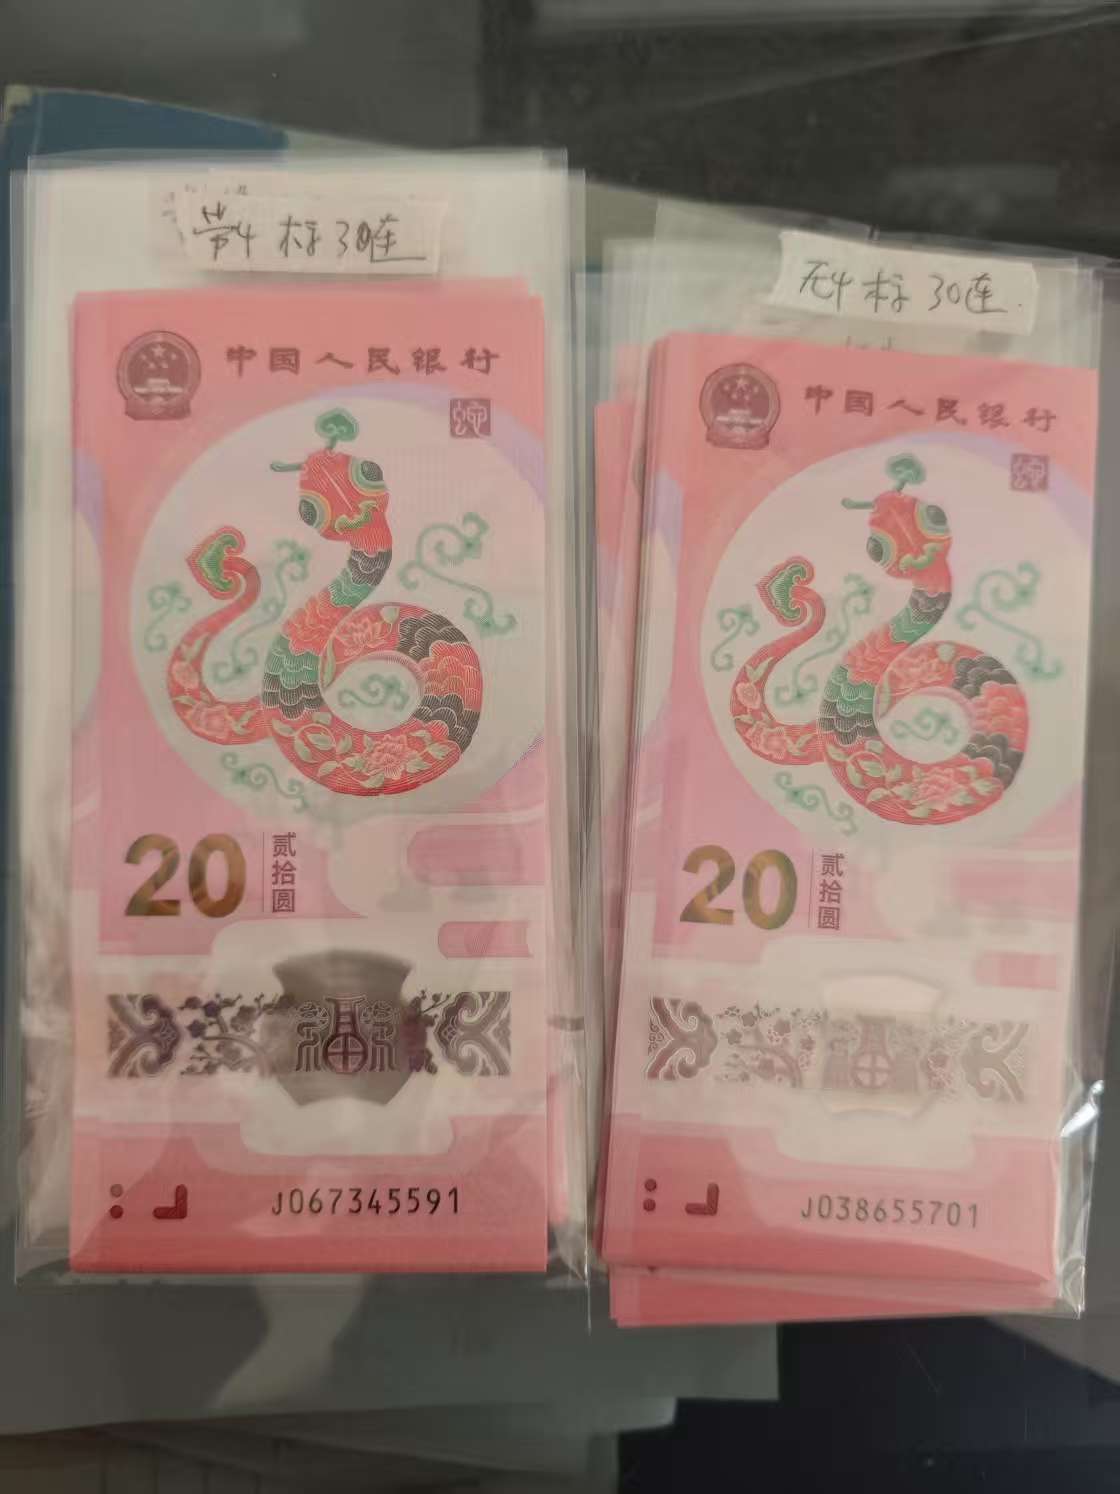 带4 标30连
中国人民银行
20
贰拾圆
J067345591
无4标30连
中国人民银行
20
贰拾圆
J038655701